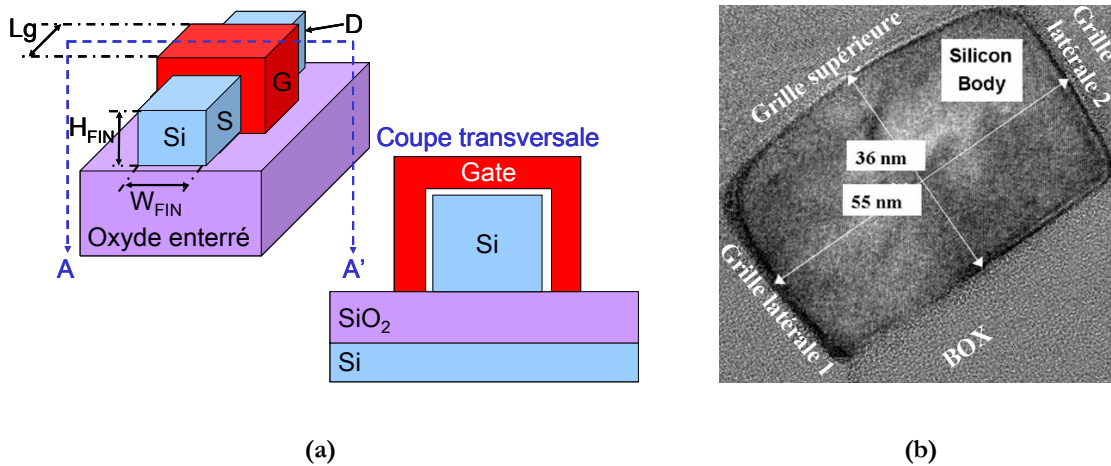 Lg
D
G
H_FIN
Si
S
W_FIN
Oxyde enterré
A
A'
Coupe transversale
Gate
Si
SiO₂
Si
(a)
Grille supérieure
Grille
latérale 2
Silicon
Body
36 nm
55 nm
Grille latérale 1
BOX
(b)